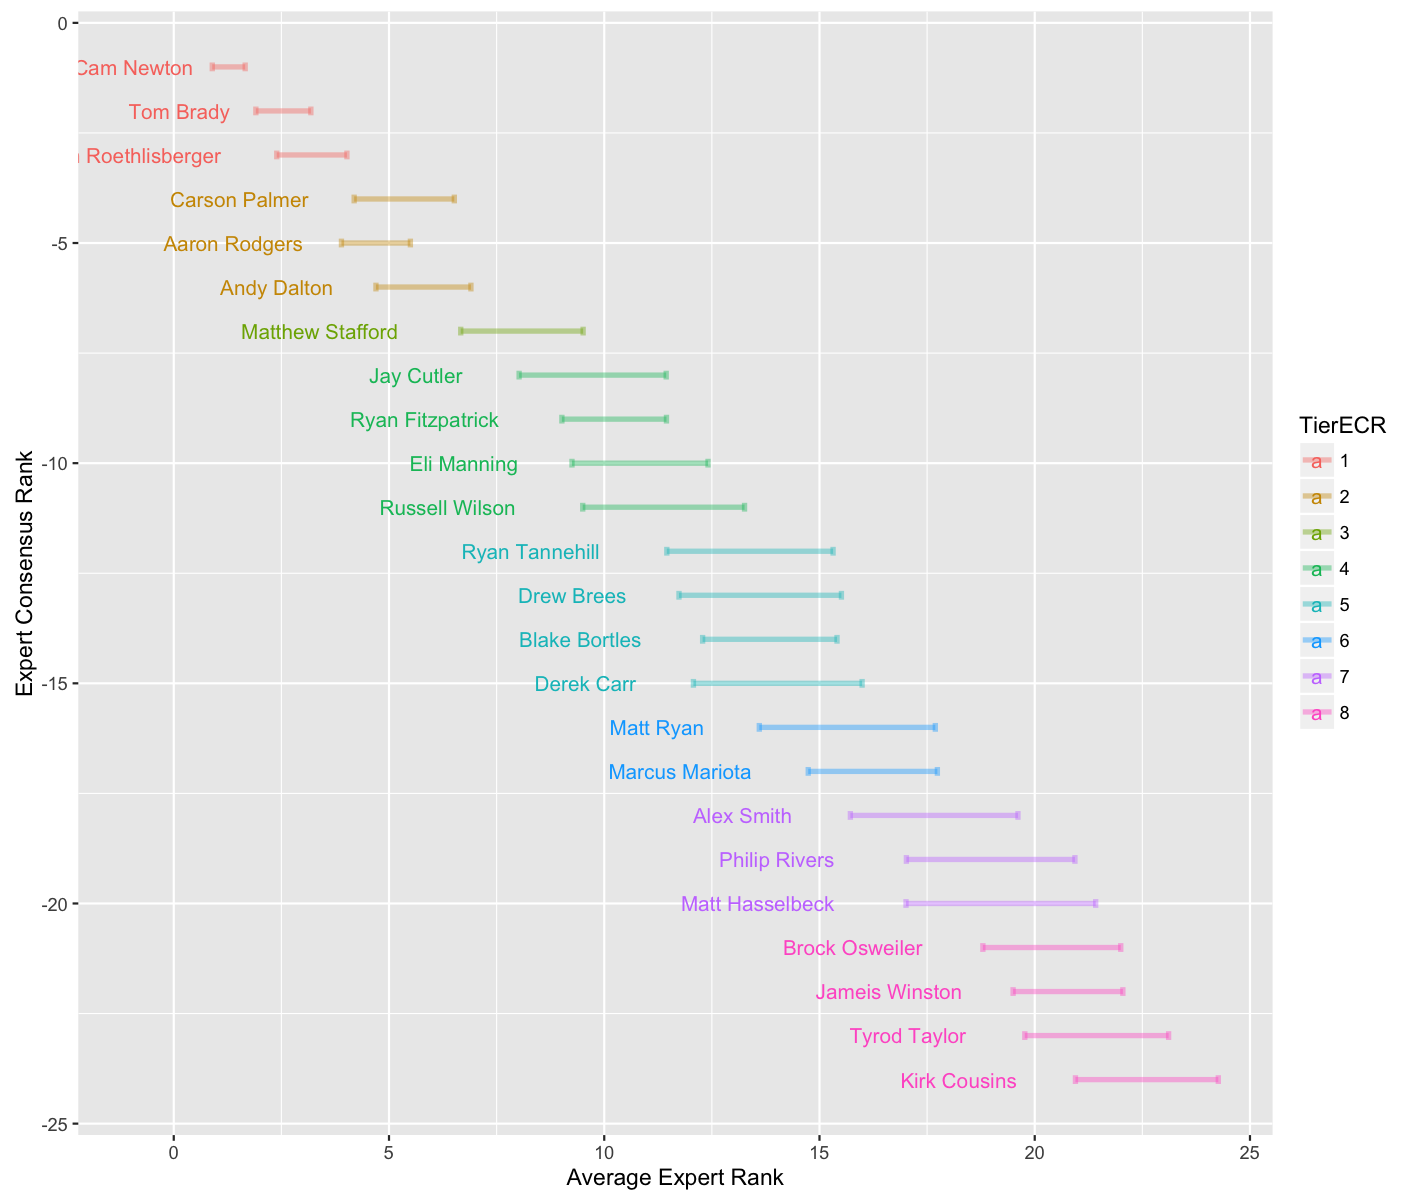 0
Cam Newton
Tom Brady
Roethlisberger
Carson Palmer
-5
Aaron Rodgers
Andy Dalton
Matthew Stafford
Jay Cutler
Ryan Fitzpatrick
-10
Eli Manning
Russell Wilson
Ryan Tannehill
Drew Brees
Blake Bortles
-15
Derek Carr
Matt Ryan
Marcus Mariota
Alex Smith
Philip Rivers
-20
Matt Hasselbeck
Brock Osweiler
Jameis Winston
Tyrod Taylor
Kirk Cousins
-25
0 5 10 15 20 25
Average Expert Rank
Expert Consensus Rank
TierECR
a 1
a 2
a 3
a 4
a 5
a 6
a 7
a 8